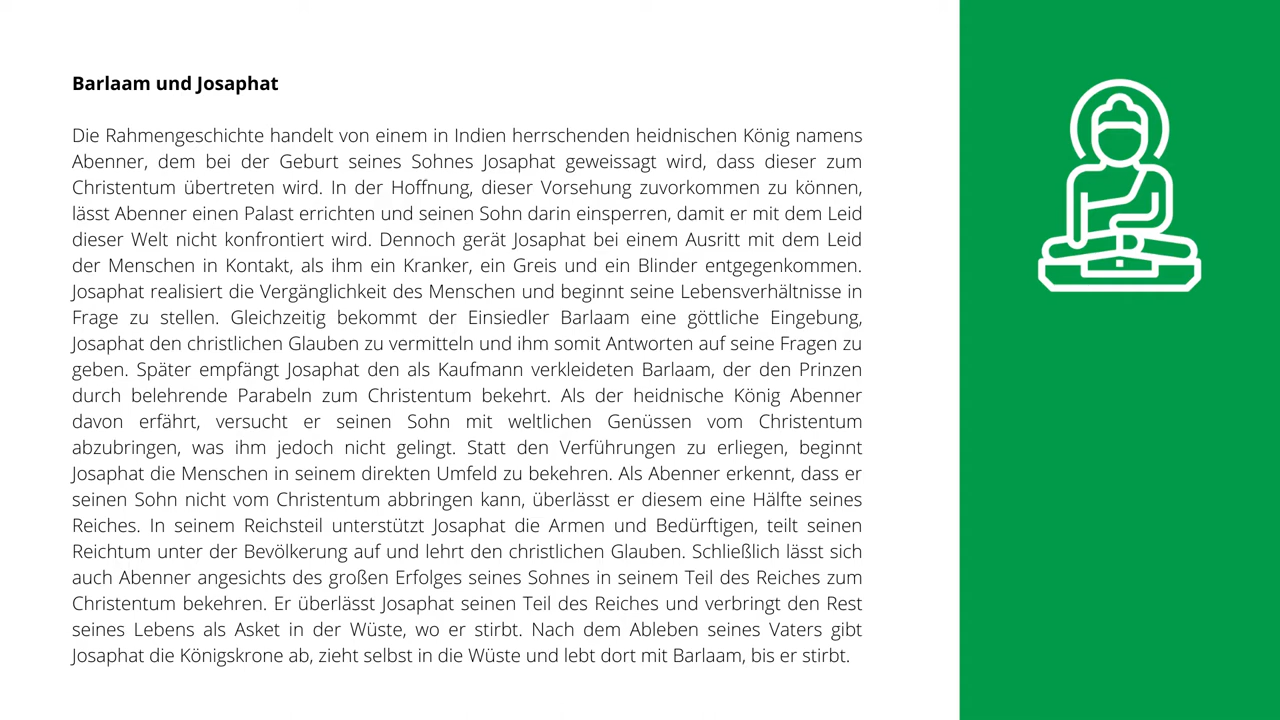 Barlaam und Josaphat
Die Rahmengeschichte handelt von einem in Indien herrschenden heidnischen König namens
Abenner, dem bei der Geburt seines Sohnes Josaphat geweissagt wird, dass dieser zum
Christentum übertreten wird. In der Hoffnung, dieser Vorsehung zuvorkommen zu können,
lässt Abenner einen Palast errichten und seinen Sohn darin einsperren, damit er mit dem Leid
dieser Welt nicht konfrontiert wird. Dennoch gerät Josaphat bei einem Ausritt mit dem Leid
der Menschen in Kontakt, als ihm ein Kranker, ein Greis und ein Blinder entgegenkommen.
Josaphat realisiert die Vergänglichkeit des Menschen und beginnt seine Lebensverhältnisse in
Frage zu stellen. Gleichzeitig bekommt der Einsiedler Barlaam eine göttliche Eingebung,
Josaphat den christlichen Glauben zu vermitteln und ihm somit Antworten auf seine Fragen zu
geben. Später empfängt Josaphat den als Kaufmann verkleideten Barlaam, der den Prinzen
durch belehrende Parabeln zum Christentum bekehrt. Als der heidnische König Abenner
davon erfährt, versucht er seinen Sohn mit weltlichen Genüssen vom Christentum
abzubringen, was ihm jedoch nicht gelingt. Statt den Verführungen zu erliegen, beginnt
Josaphat die Menschen in seinem direkten Umfeld zu bekehren. Als Abenner erkennt, dass er
seinen Sohn nicht vom Christentum abbringen kann, überlässt er diesem eine Hälfte seines
Reiches. In seinem Reichsteil unterstützt Josaphat die Armen und Bedürftigen, teilt seinen
Reichtum unter der Bevölkerung auf und lehrt den christlichen Glauben. Schließlich lässt sich
auch Abenner angesichts des großen Erfolges seines Sohnes in seinem Teil des Reiches zum
Christentum bekehren. Er überlässt Josaphat seinen Teil des Reiches und verbringt den Rest
seines Lebens als Asket in der Wüste, wo er stirbt. Nach dem Ableben seines Vaters gibt
Josaphat die Königskrone ab, zieht selbst in die Wüste und lebt dort mit Barlaam, bis er stirbt.